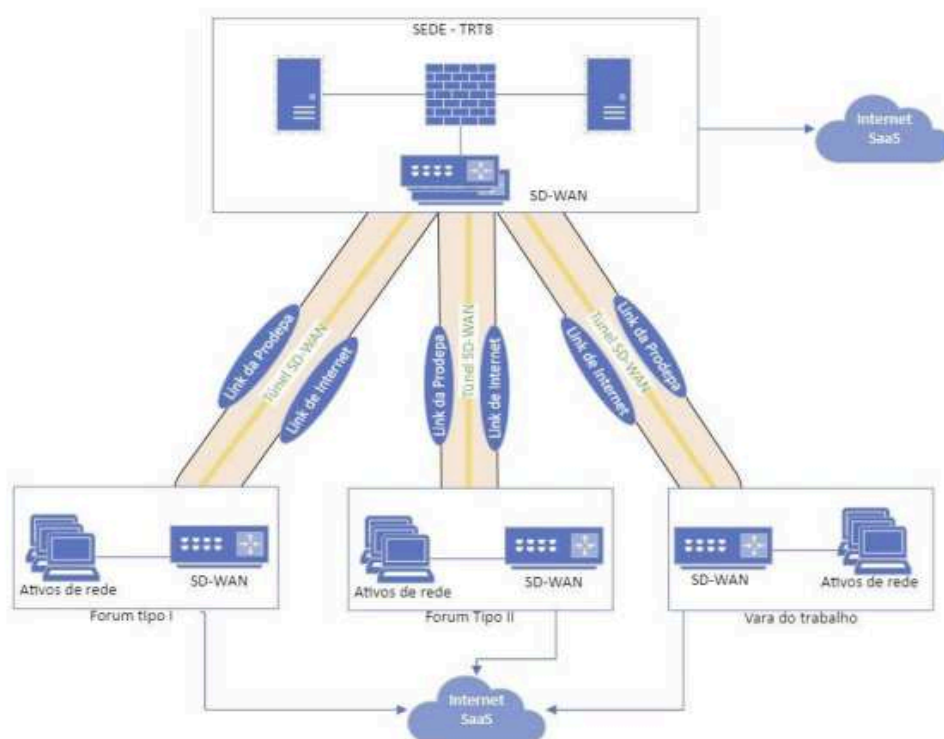 SEDE - TRT8
Internet
SaaS
SD-WAN
Link da Prodepa
Túnel SD-WAN
Link de Internet
Link da Prodepa
Túnel SD-WAN
Link de Internet
Link de Internet
Túnel SD-WAN
Link da Prodepa
Ativos de rede
SD-WAN
Forum tipo I
Ativos de rede
SD-WAN
Forum Tipo II
SD-WAN
Ativos de rede
Vara do trabalho
Internet
SaaS